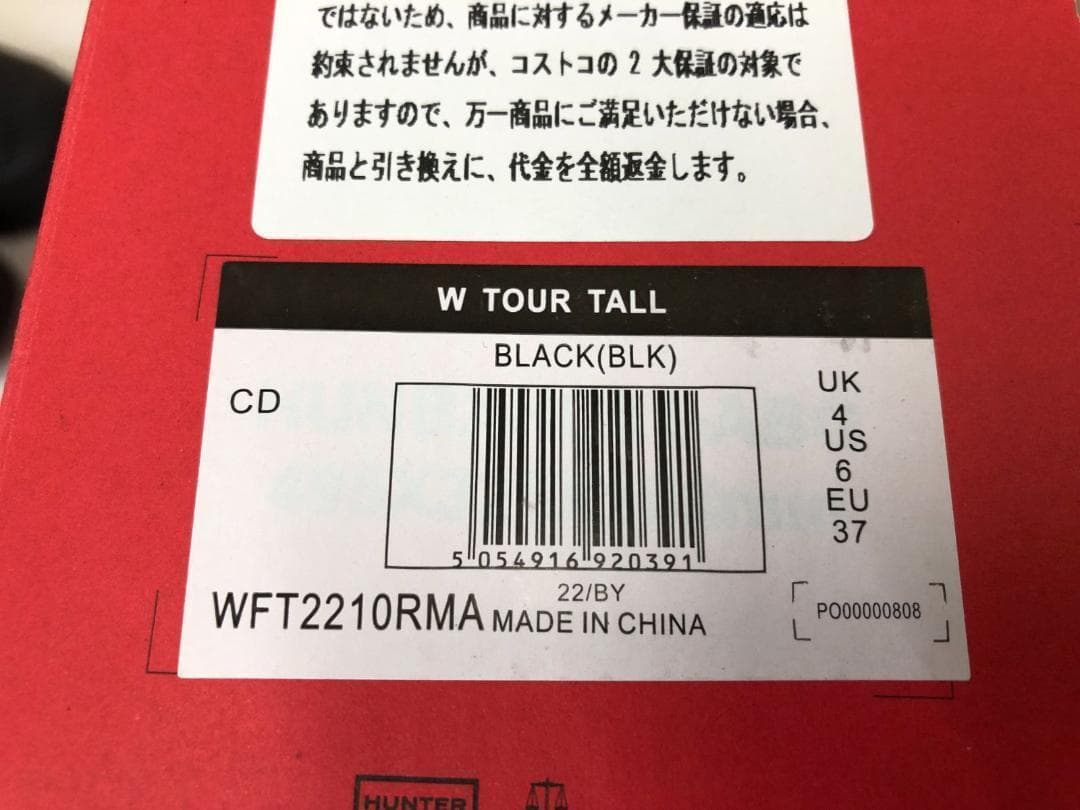 ではないため、商品に対するメーカー保証の適応は
約束されませんが、コストコの 2 大保証の対象で
ありますので、万一商品にご満足いただけない場合、
商品と引き換えに、代金を全額返金します。
W TOUR TALL
BLACK(BLK)
CD
UK
4
US
6
EU
37
5 054916 920391
22/BY
WFT2210RMA MADE IN CHINA
PO00000808
HUNTER